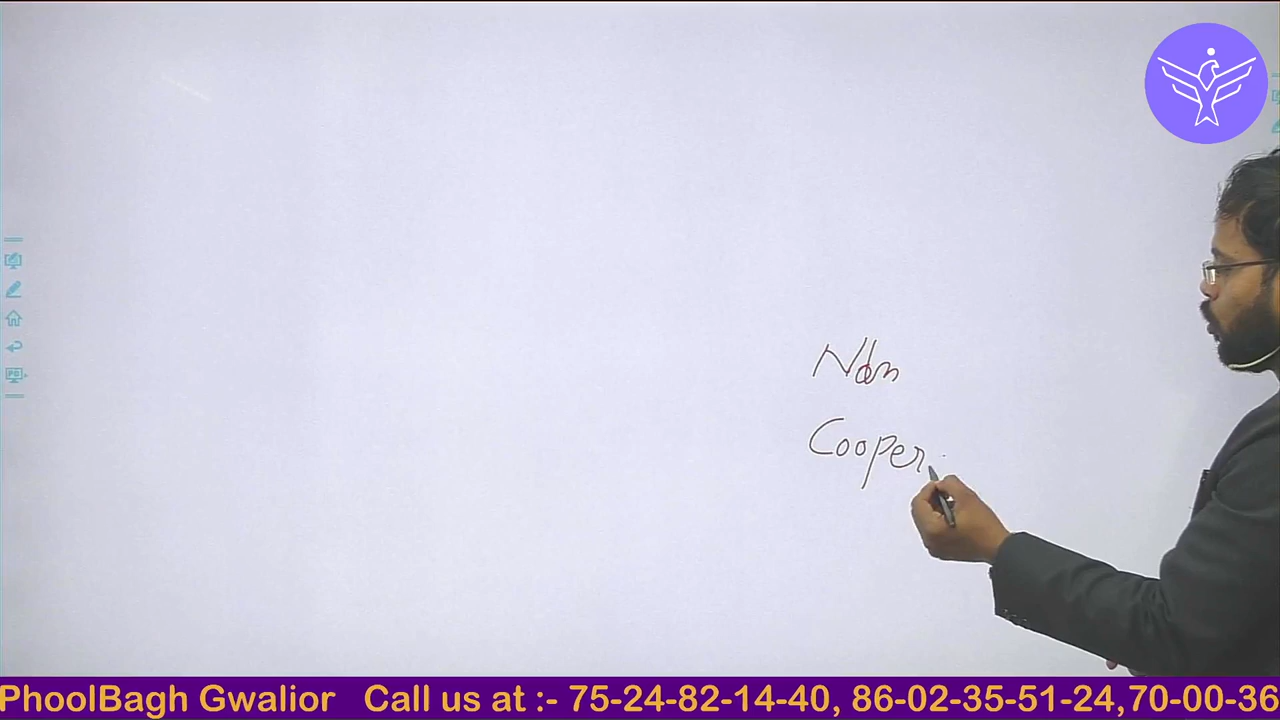 Non
Cooper
PhoolBagh Gwalior Call us at :- 75-24-82-14-40, 86-02-35-51-24,70-00-36